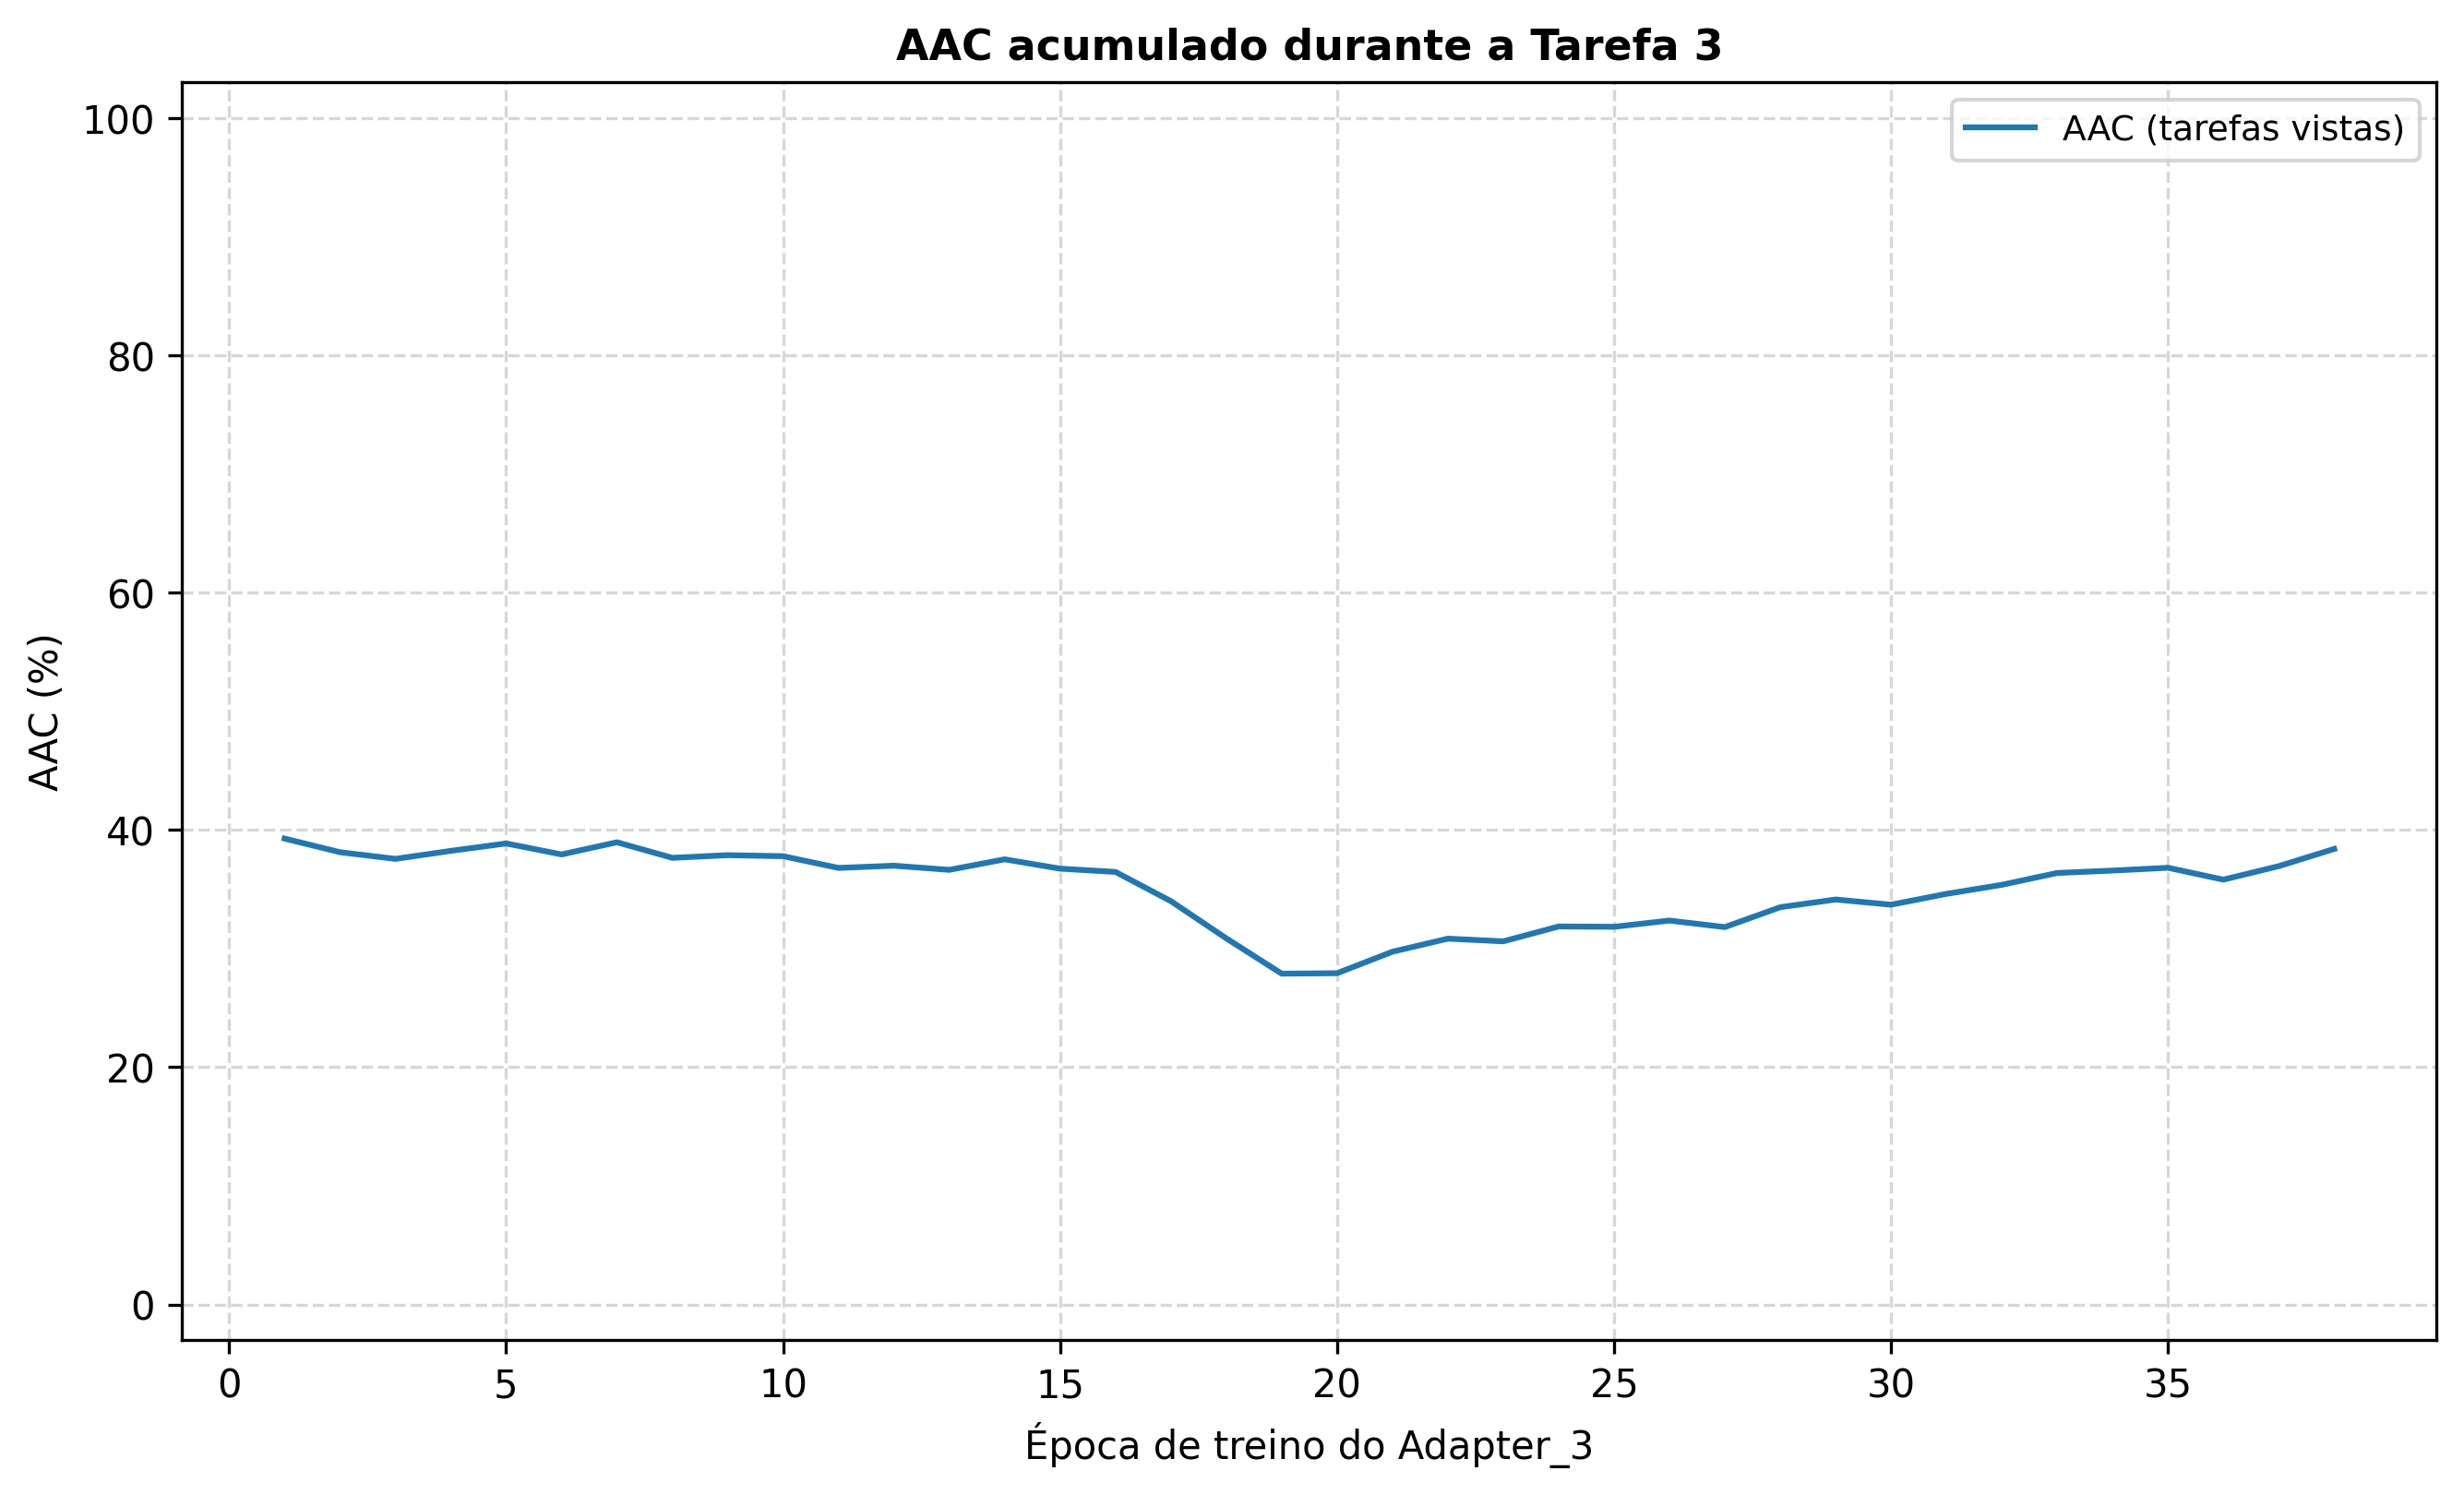 AAC acumulado durante a Tarefa 3
AAC (tarefas vistas)
AAC (%)
100
80
60
40
20
0
0 5 10 15 20 25 30 35
Época de treino do Adapter_3